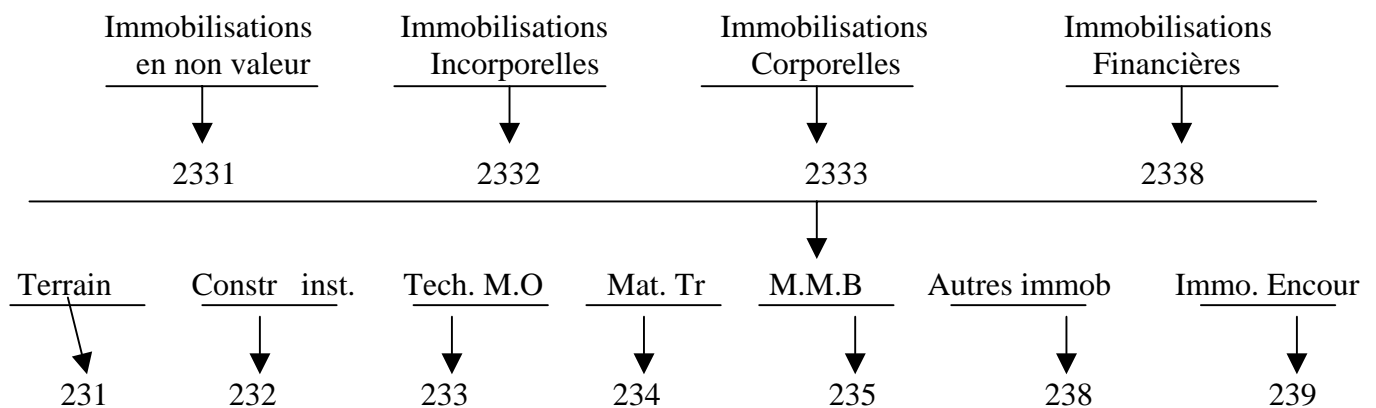 Immobilisations Immobilisations Immobilisations Immobilisations
en non valeur Incorporelles Corporelles Financières
2331 2332 2333 2338
Terrain Constr inst. Tech. M.O Mat. Tr M.M.B Autres immob Immo. Encour
231 232 233 234 235 238 239